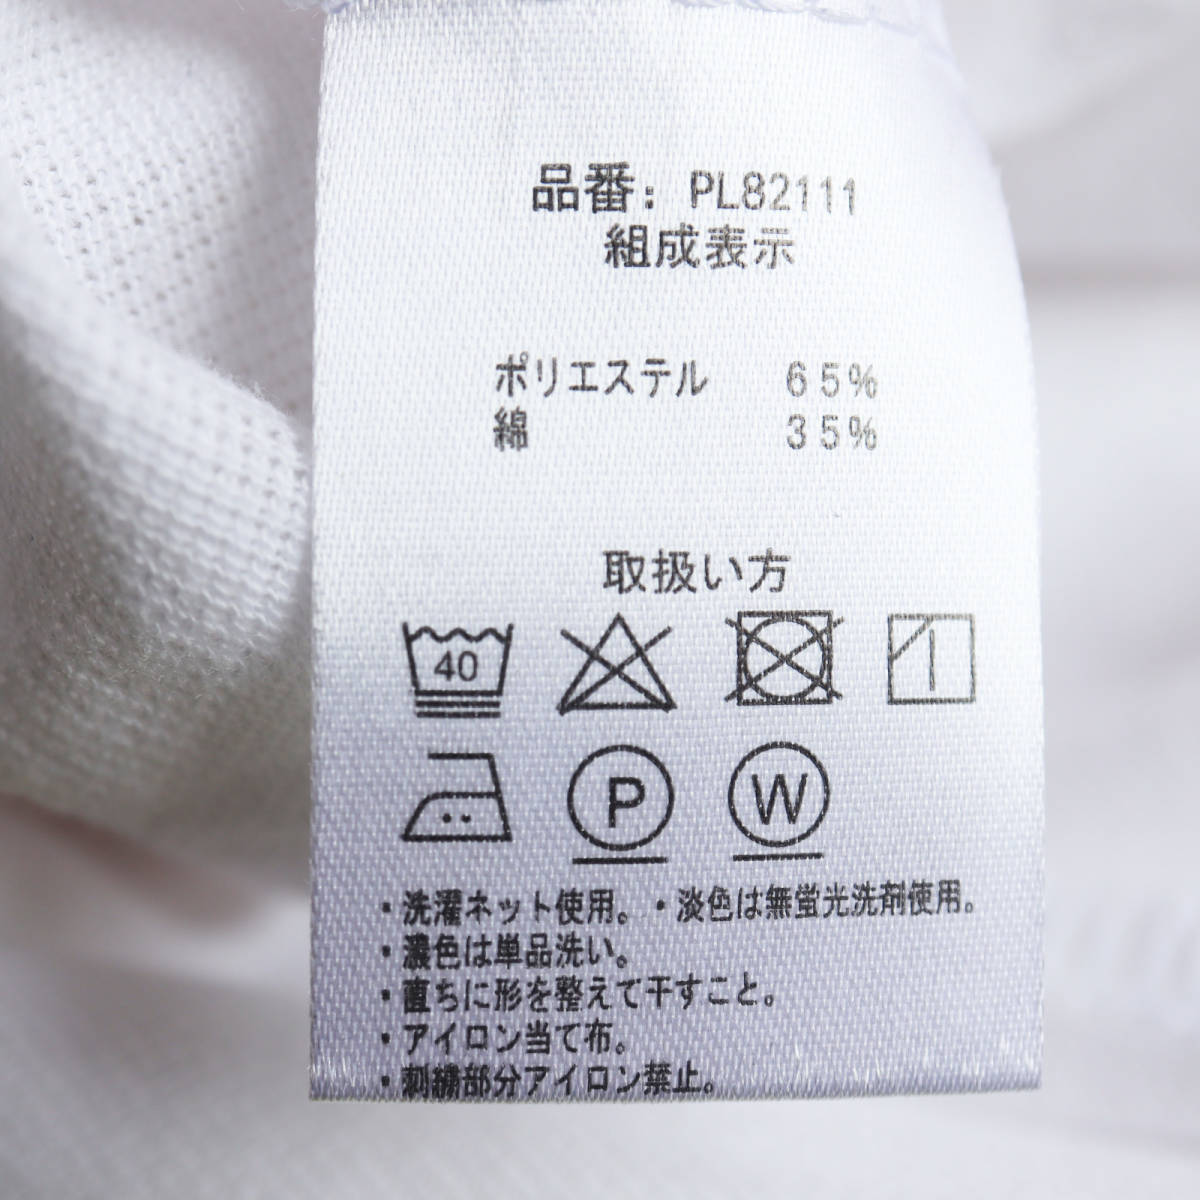 品番: PL82111
組成表示
ポリエステル 65%
綿 35%
取扱い方
40
P W
・洗濯ネット使用。・淡色は無蛍光洗剤使用。
・濃色は単品洗い。
・直ちに形を整えて干すこと。
・アイロン当て布。
・刺繍部分アイロン禁止。